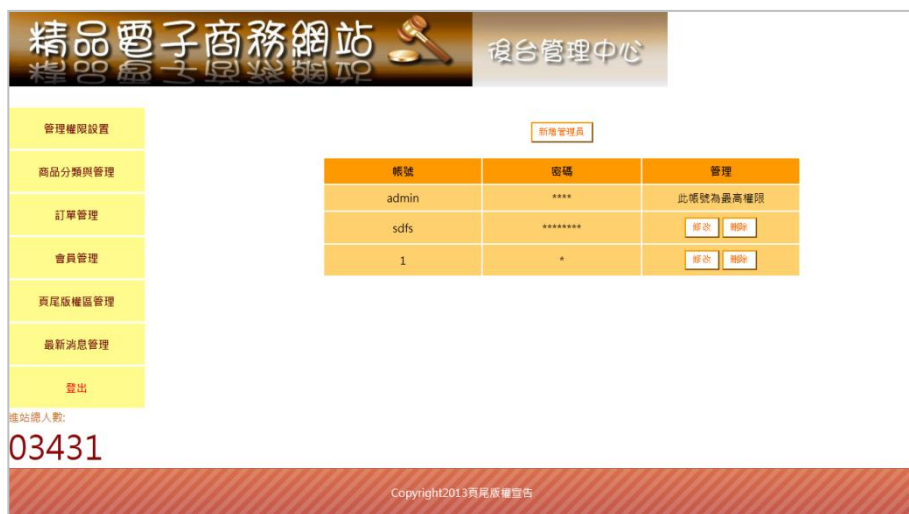 精品電子商務網站
後台管理中心
管理權限設置
商品分類與管理
訂單管理
會員管理
頁尾版權區管理
最新消息管理
登出
進站總人數:
03431
新增管理員
帳號 密碼 管理
admin **** 此帳號為最高權限
sdfs ******** 修改 刪除
1 * 修改 刪除
Copyright2013頁尾版權宣告